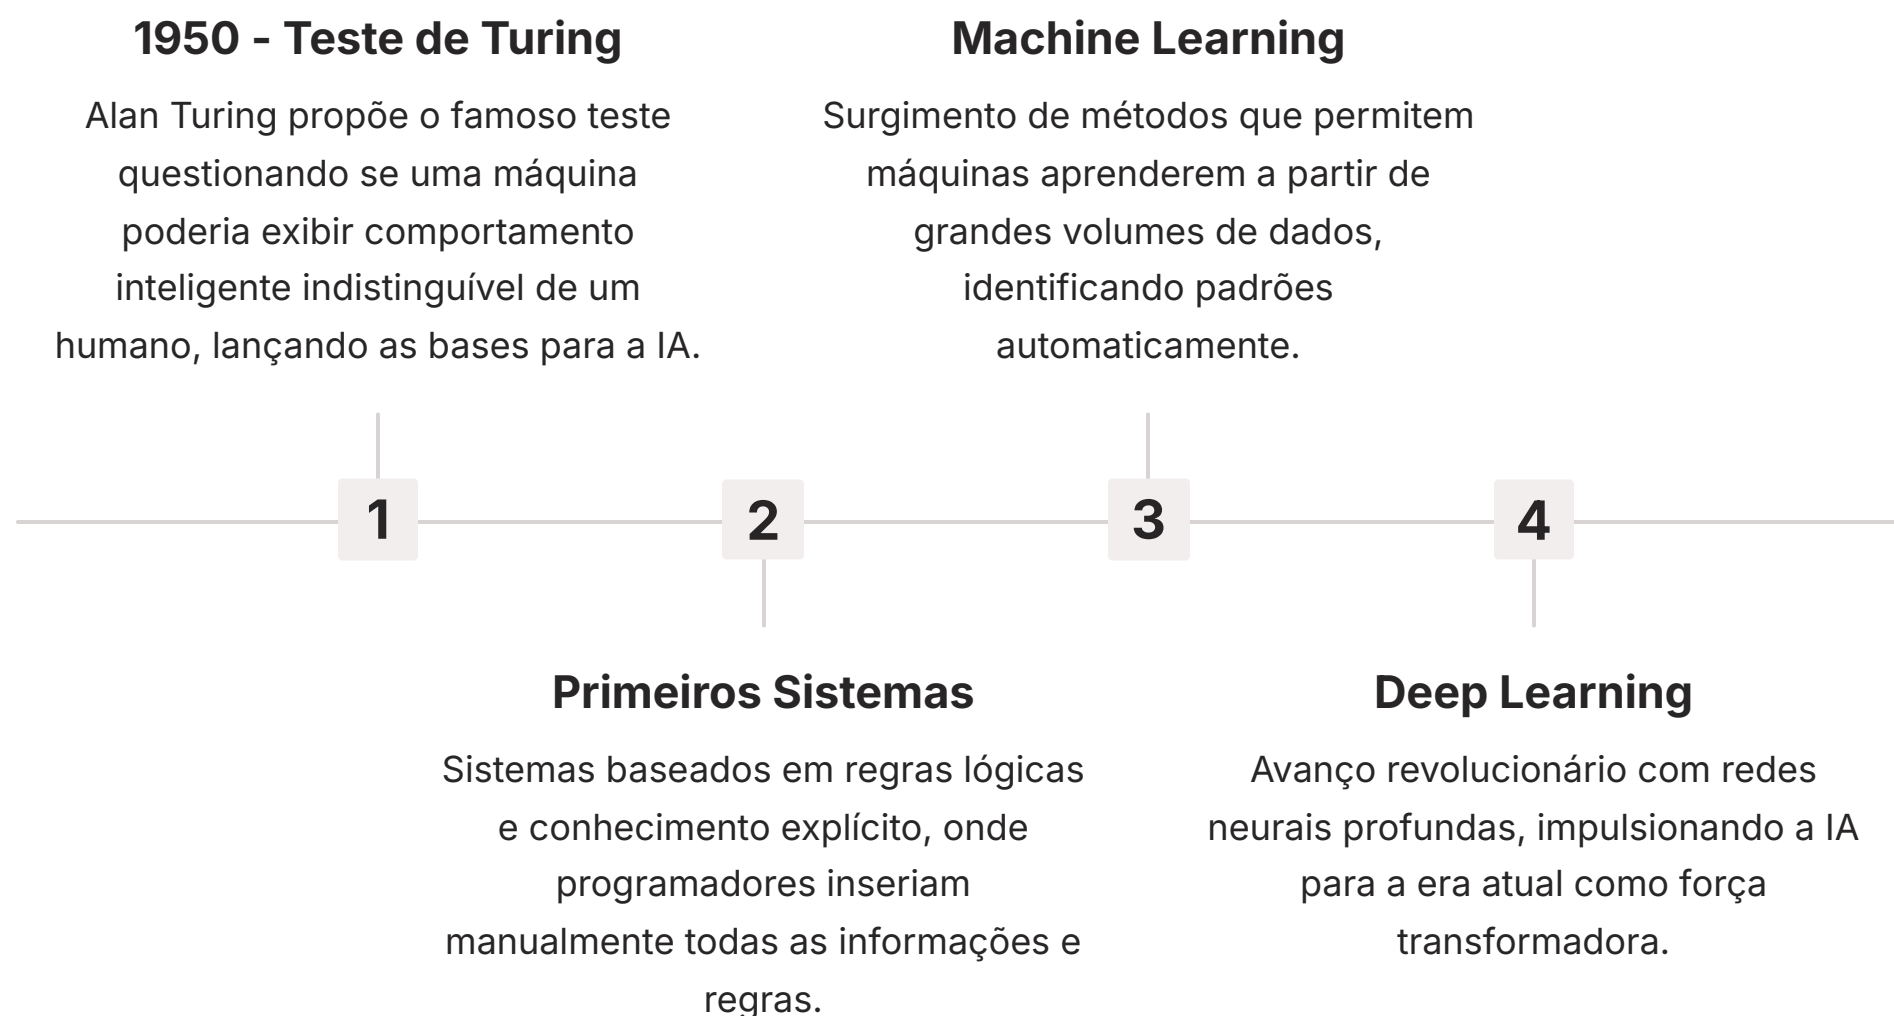 1950 - Teste de Turing
Alan Turing propõe o famoso teste
questionando se uma máquina
poderia exibir comportamento
inteligente indistinguível de um
humano, lançando as bases para a IA.
Machine Learning
Surgimento de métodos que permitem
máquinas aprenderem a partir de
grandes volumes de dados,
identificando padrões
automaticamente.
1
2
3
4
Primeiros Sistemas
Sistemas baseados em regras lógicas
e conhecimento explícito, onde
programadores inseriam
manualmente todas as informações e
regras.
Deep Learning
Avanço revolucionário com redes
neurais profundas, impulsionando a IA
para a era atual como força
transformadora.